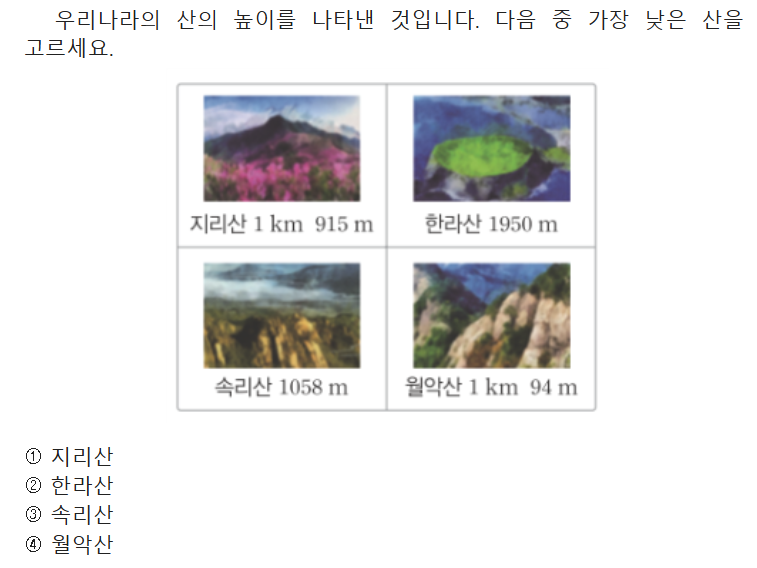 우리나라의 산의 높이를 나타낸 것입니다. 다음 중 가장 낮은 산을
고르세요.
지리산 1 km 915 m
한라산 1950 m
속리산 1058 m
월악산 1 km 94 m
① 지리산
② 한라산
③ 속리산
④ 월악산